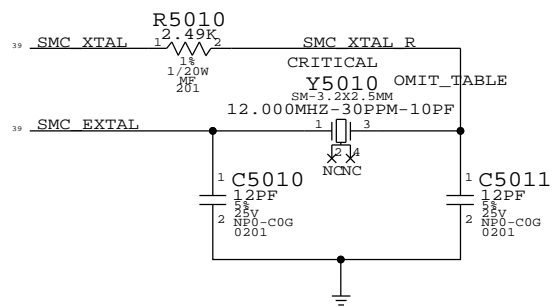 R5010
2.49K
39 SMC_XTAL 1 2 SMC_XTAL_R
1%
1/20W
MF
201
CRITICAL
Y5010 OMIT_TABLE
SM-3.2X2.5MM
12.000MHZ-30PPM-10PF
39 SMC_EXTAL 1 3
2 4
NC NC
1 C5010
12PF
5%
25V
2 NP0-C0G
0201
1 C5011
12PF
5%
25V
2 NP0-C0G
0201